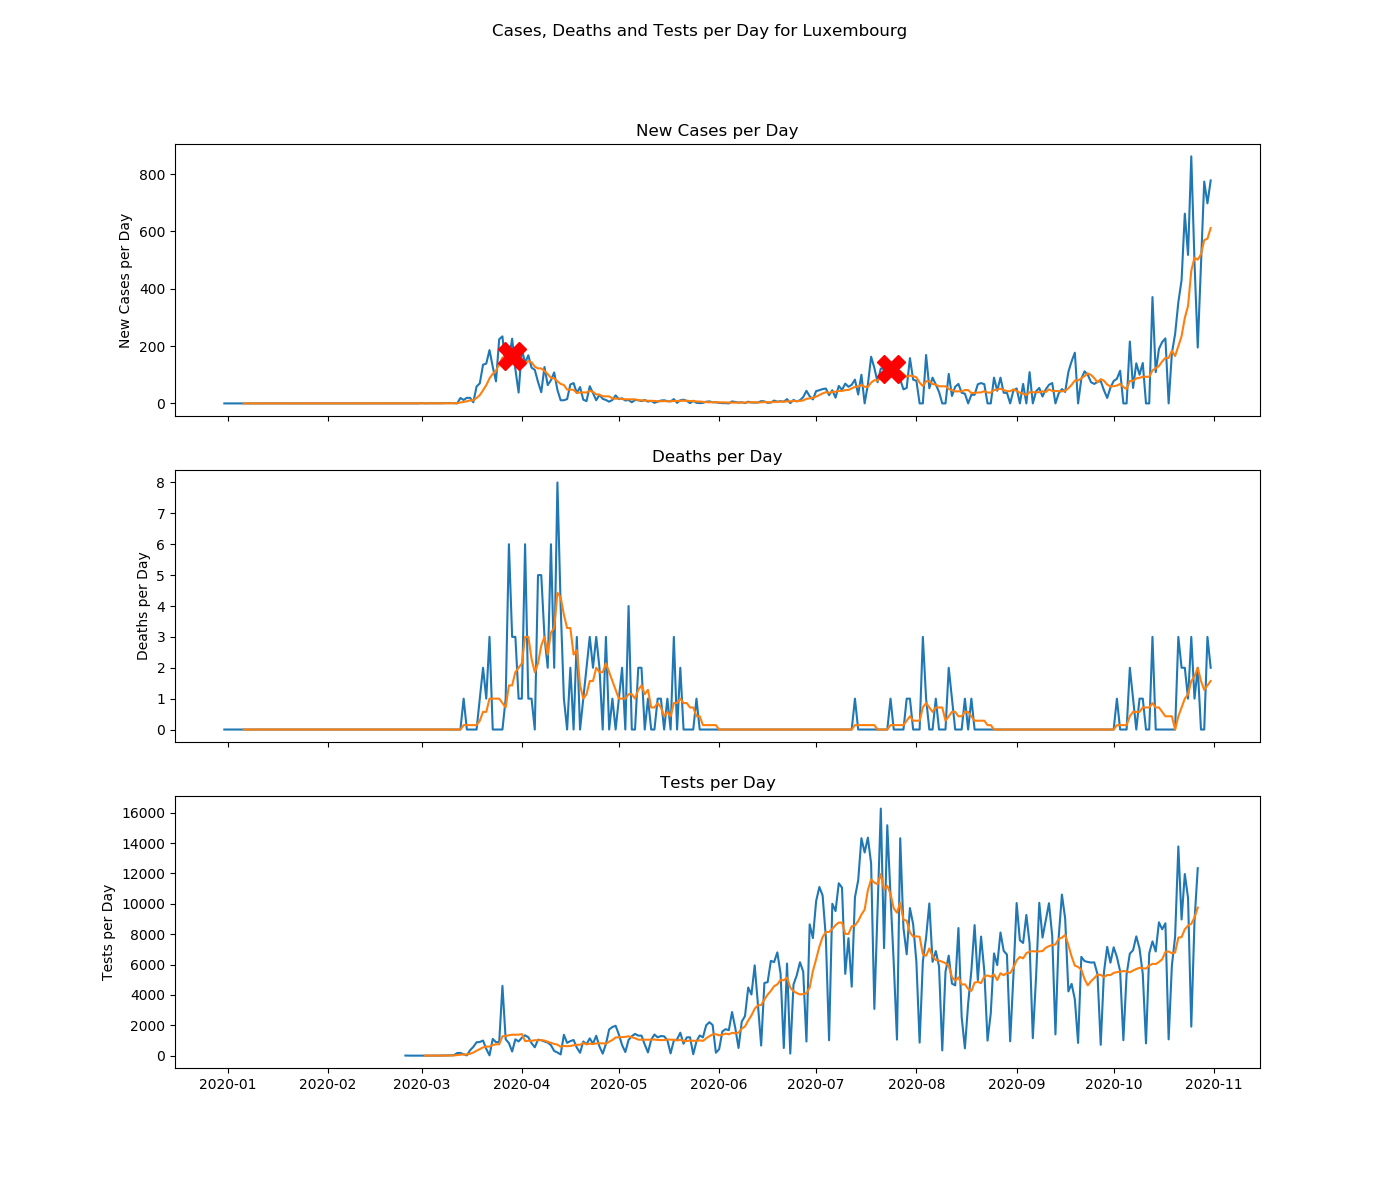 Cases, Deaths and Tests per Day for Luxembourg
New Cases per Day
New Cases per Day
800
600
400
200
0
Deaths per Day
Deaths per Day
8
7
6
5
4
3
2
1
0
Tests per Day
Tests per Day
16000
14000
12000
10000
8000
6000
4000
2000
0
2020-01 2020-02 2020-03 2020-04 2020-05 2020-06 2020-07 2020-08 2020-09 2020-10 2020-11